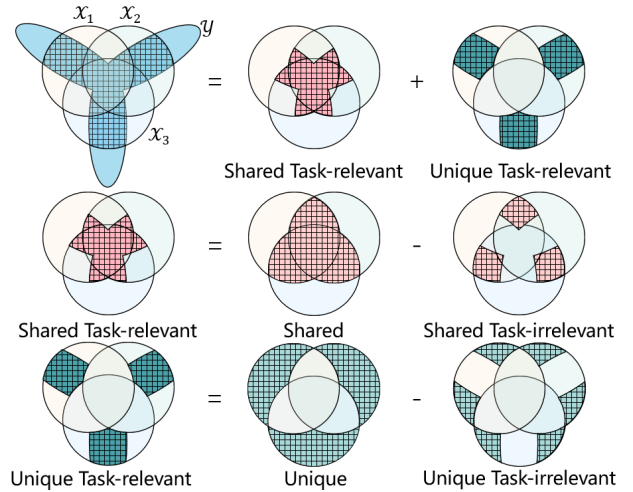 x₁ x₂ y
x₃
= +
Shared Task-relevant Unique Task-relevant
= -
Shared Task-relevant Shared Shared Task-irrelevant
= -
Unique Task-relevant Unique Unique Task-irrelevant